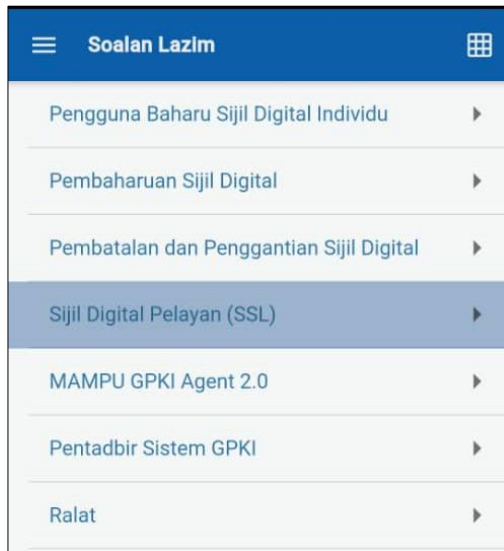 Soalan Lazim
Pengguna Baharu Sijil Digital Individu
Pembaharuan Sijil Digital
Pembatalan dan Penggantian Sijil Digital
Sijil Digital Pelayan (SSL)
MAMPU GPKI Agent 2.0
Pentadbir Sistem GPKI
Ralat